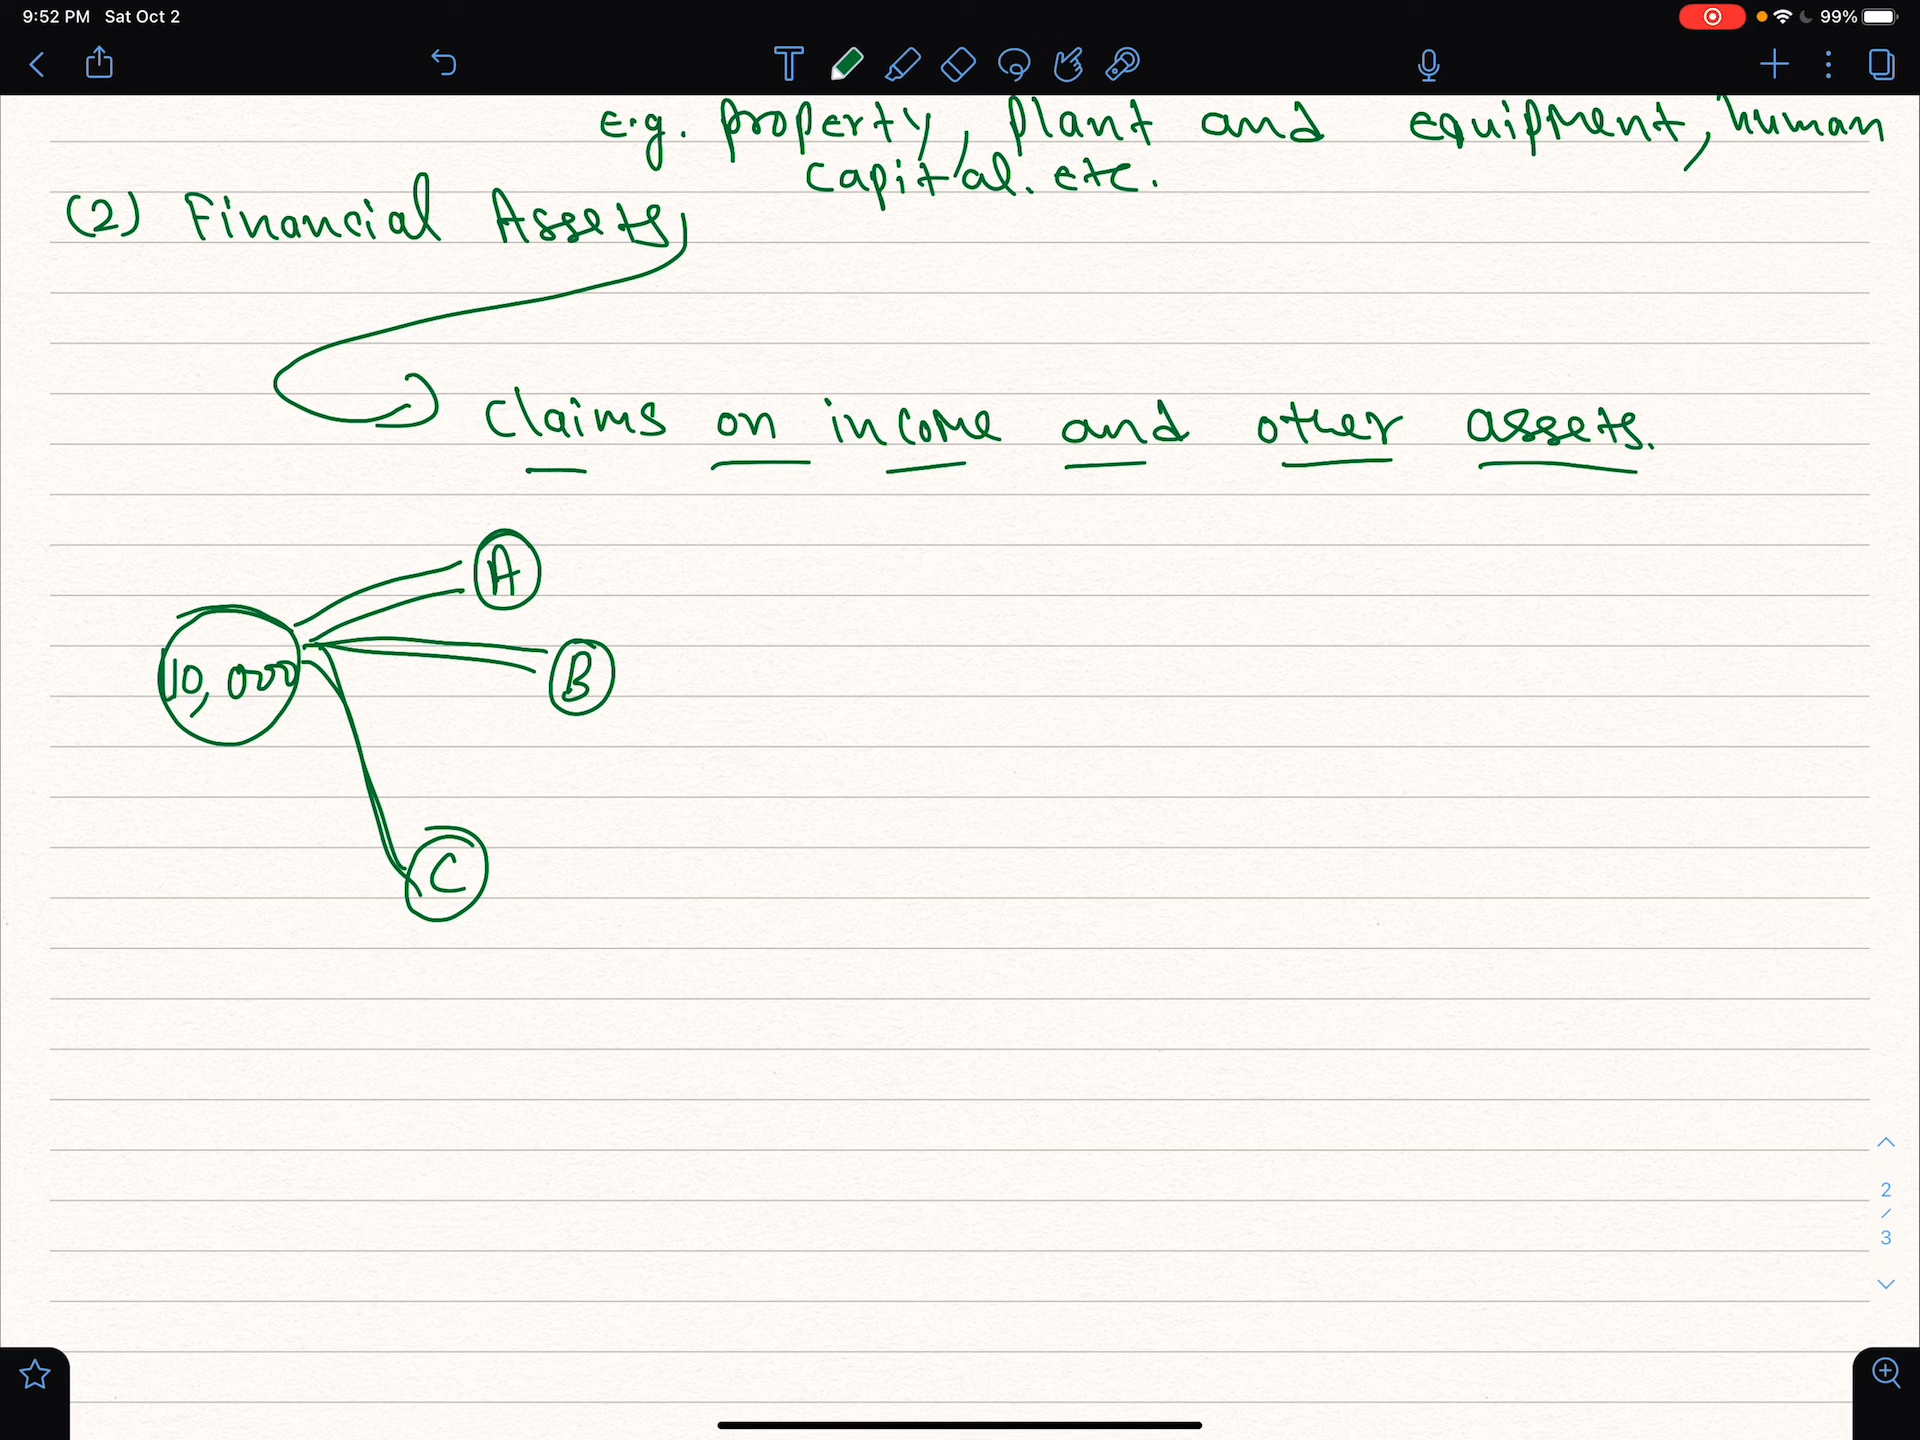 9:52 PM Sat Oct 2
99%
e.g. property, plant and equipment, human
capital. etc.
(2) Financial Assets
claims on income and other assets.
A
10,000
B
C
2
/
3